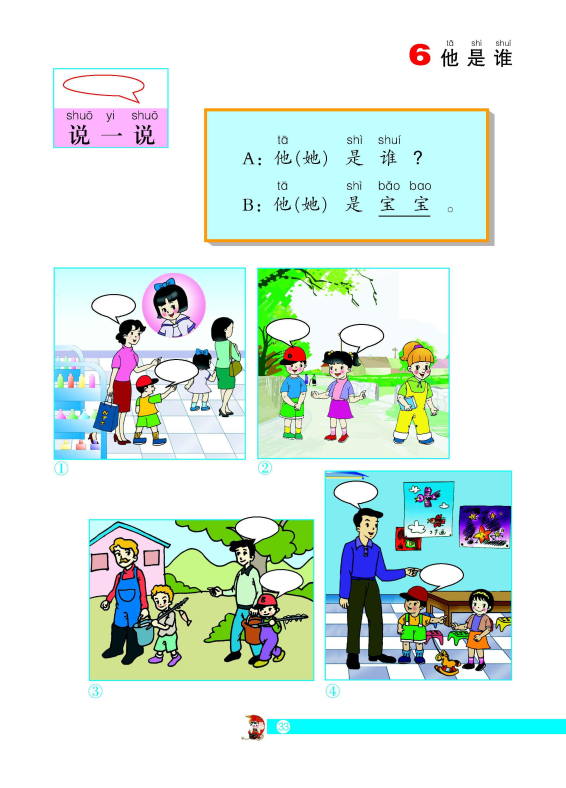 tā shì shuí
6 他 是 谁
shuō yi shuō
说 一 说
tā shì shuí
A: 他(她) 是 谁 ?
tā shì bǎo bao
B: 他(她) 是 宝 宝 。
①
②
③
④
33